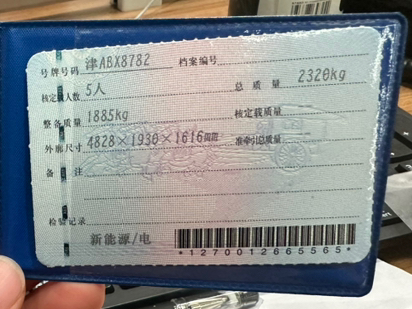 号牌号码 津ABX8782 档案编号
核定载人数 5人 总质量 2320kg
整备质量 1885kg 核定载质量
外廓尺寸 4828×1930×1616mm 准牵引总质量
备注
检验记录
新能源/电
*1270012665565*